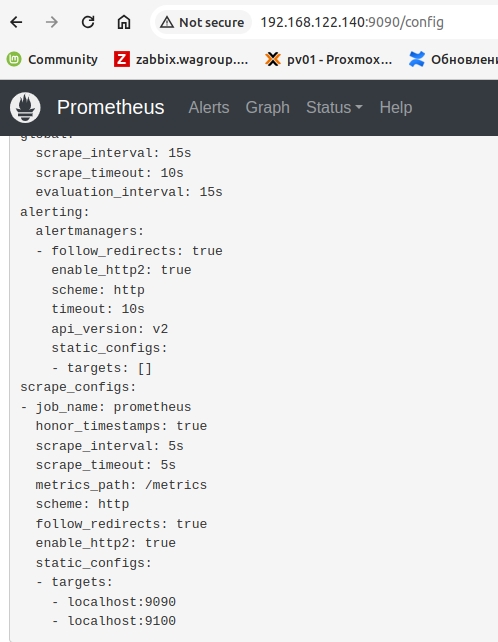 Not secure 192.168.122.140:9090/config
Community zabbix.wagroup.... pv01 - Proxmox... Обновлени
Prometheus Alerts Graph Status Help
global:
  scrape_interval: 15s
  scrape_timeout: 10s
  evaluation_interval: 15s
alerting:
  alertmanagers:
  - follow_redirects: true
    enable_http2: true
    scheme: http
    timeout: 10s
    api_version: v2
    static_configs:
    - targets: []
scrape_configs:
- job_name: prometheus
  honor_timestamps: true
  scrape_interval: 5s
  scrape_timeout: 5s
  metrics_path: /metrics
  scheme: http
  follow_redirects: true
  enable_http2: true
  static_configs:
  - targets:
    - localhost:9090
    - localhost:9100